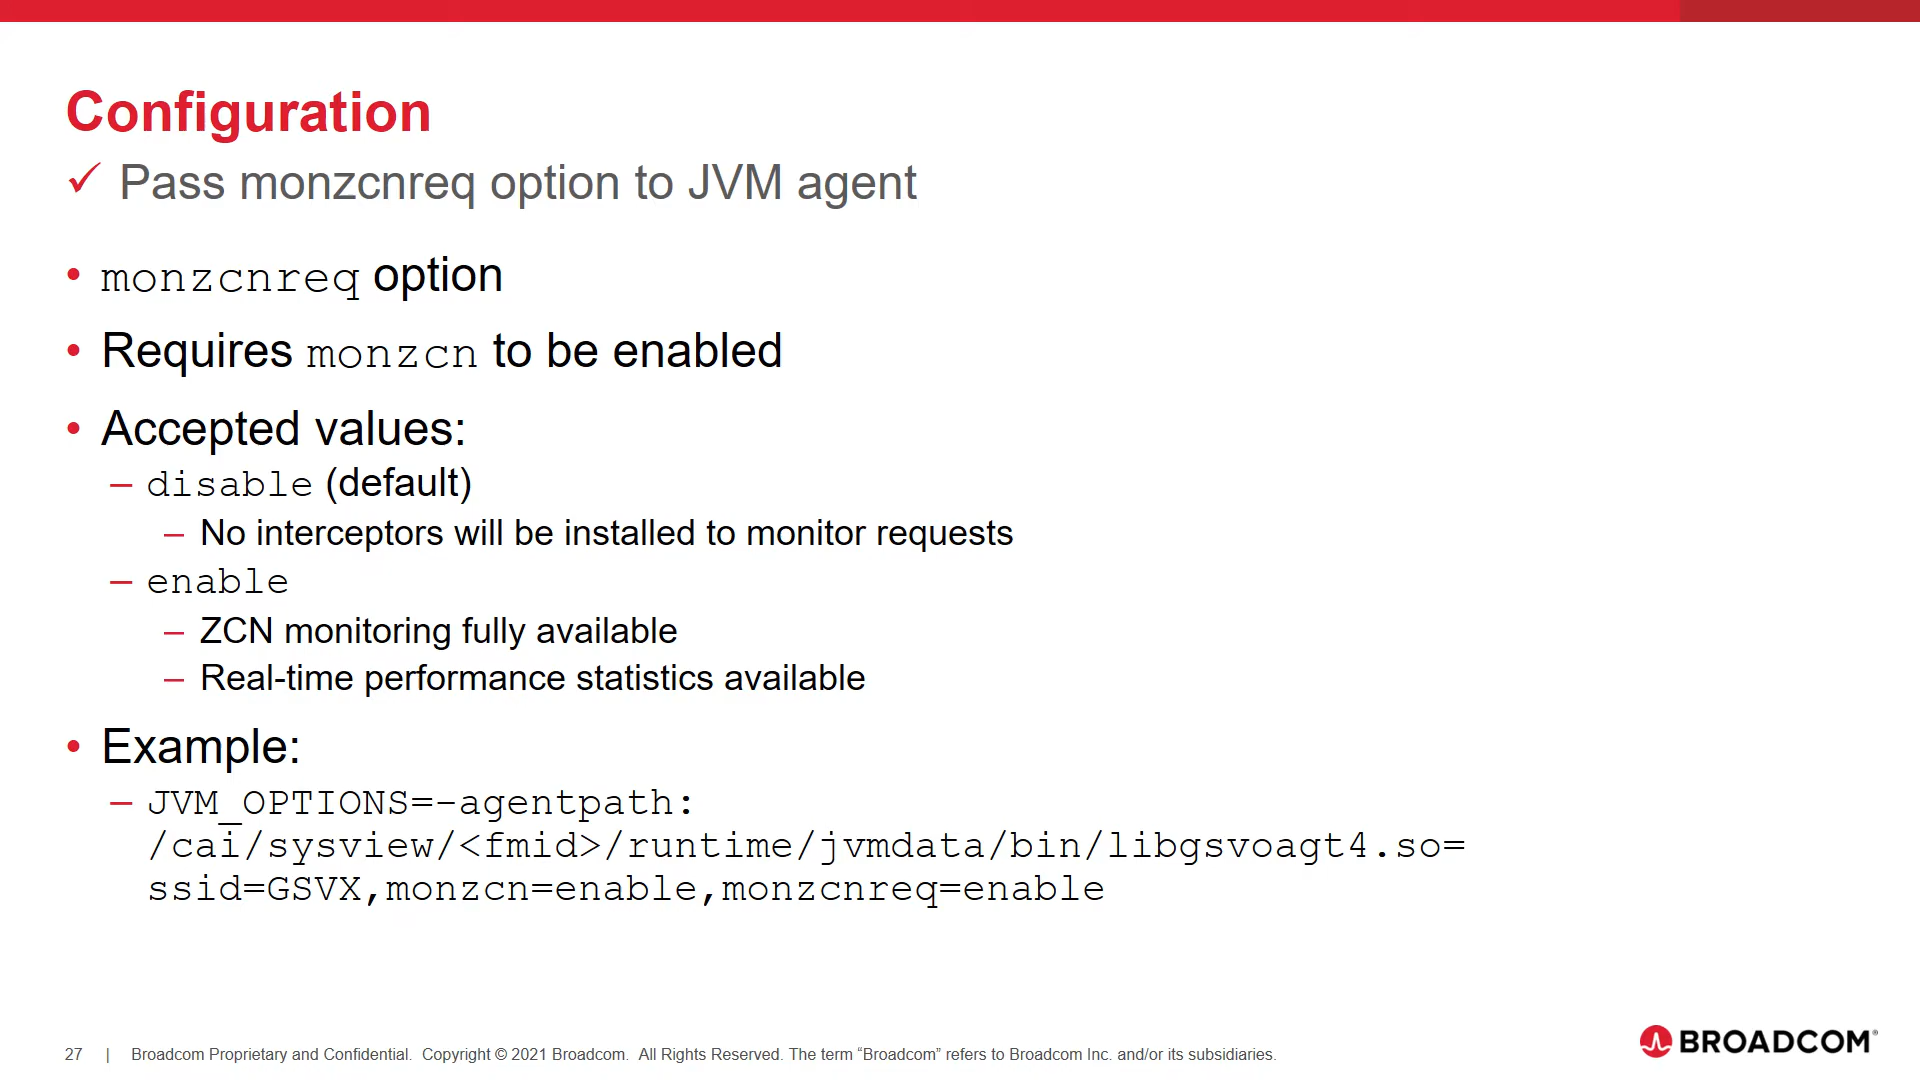 Configuration
✓ Pass monzcnreq option to JVM agent
• monzcnreq option
• Requires monzcn to be enabled
• Accepted values:
– disable (default)
– No interceptors will be installed to monitor requests
– enable
– ZCN monitoring fully available
– Real-time performance statistics available
• Example:
– JVM_OPTIONS=-agentpath:
/cai/sysview/<fmid>/runtime/jvmdata/bin/libgsvoagt4.so=
ssid=GSVX,monzcn=enable,monzcnreq=enable
27 | Broadcom Proprietary and Confidential. Copyright © 2021 Broadcom. All Rights Reserved. The term “Broadcom” refers to Broadcom Inc. and/or its subsidiaries.
BROADCOM®